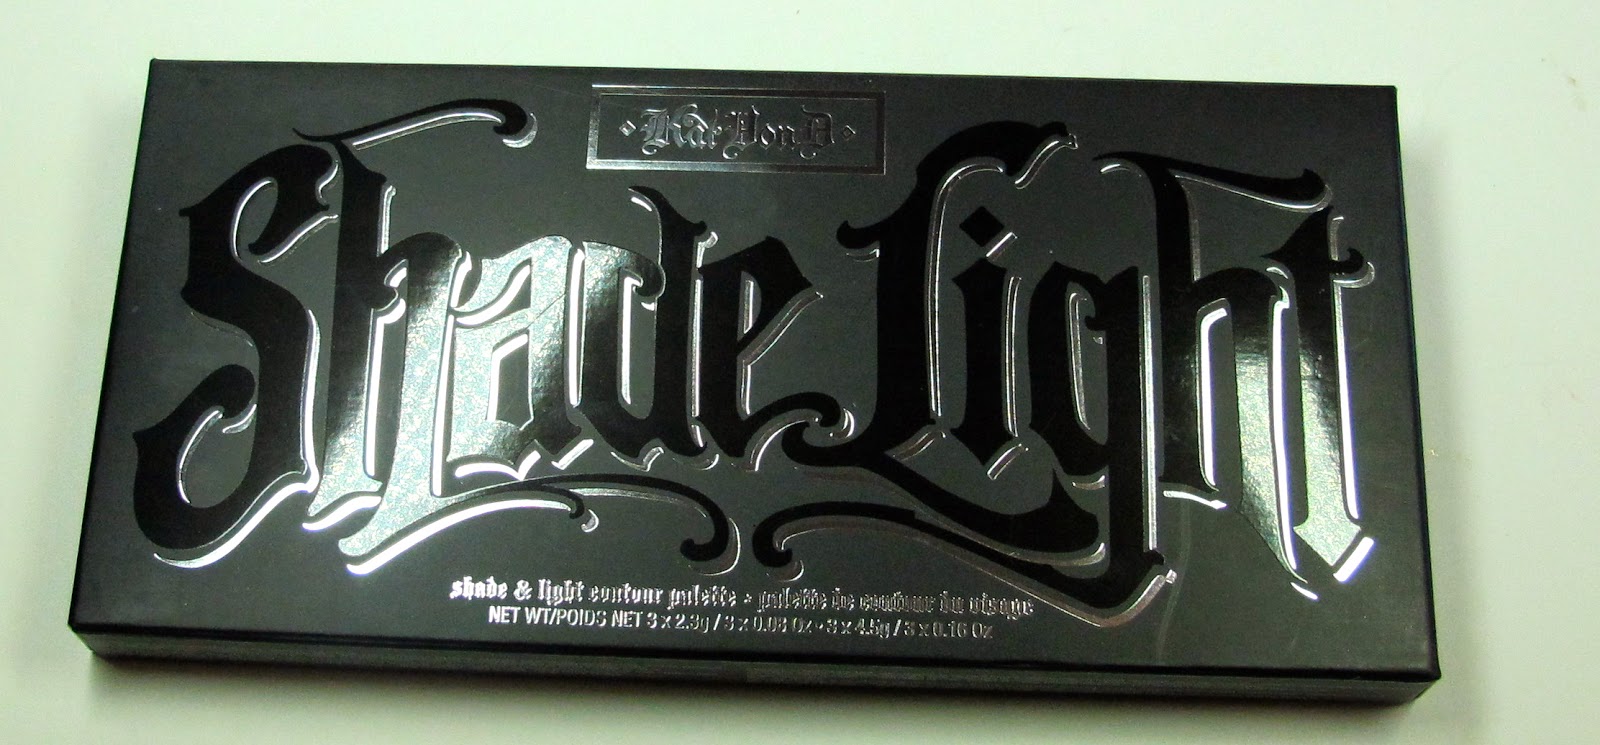 Kat Von D
Shade Light
shade & light contour palette • palette de contour du visage
NET WT/POIDS NET 3 x 2.3g / 3 x 0.08 Oz • 3 x 4.5g / 3 x 0.16 Oz